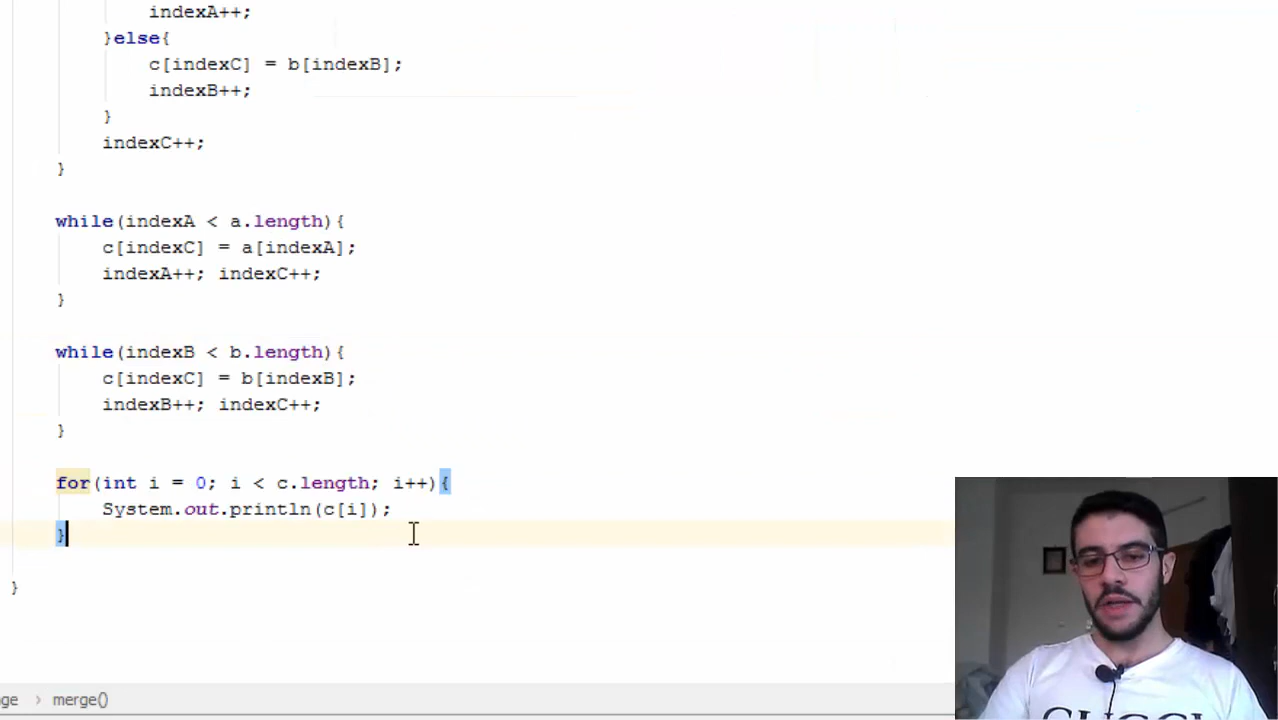 indexA++;
}else{
c[indexC] = b[indexB];
indexB++;
}
indexC++;
}
while(indexA < a.length){
c[indexC] = a[indexA];
indexA++; indexC++;
}
while(indexB < b.length){
c[indexC] = b[indexB];
indexB++; indexC++;
}
for(int i = 0; i < c.length; i++){
System.out.println(c[i]);
}
}
ge › merge()